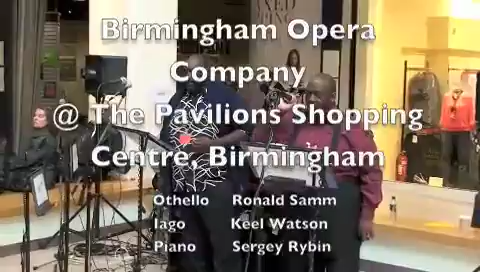 Birmingham Opera
Company
@ The Pavilions Shopping
Centre, Birmingham
Othello Ronald Samm
Iago Keel Watson
Piano Sergey Rybin